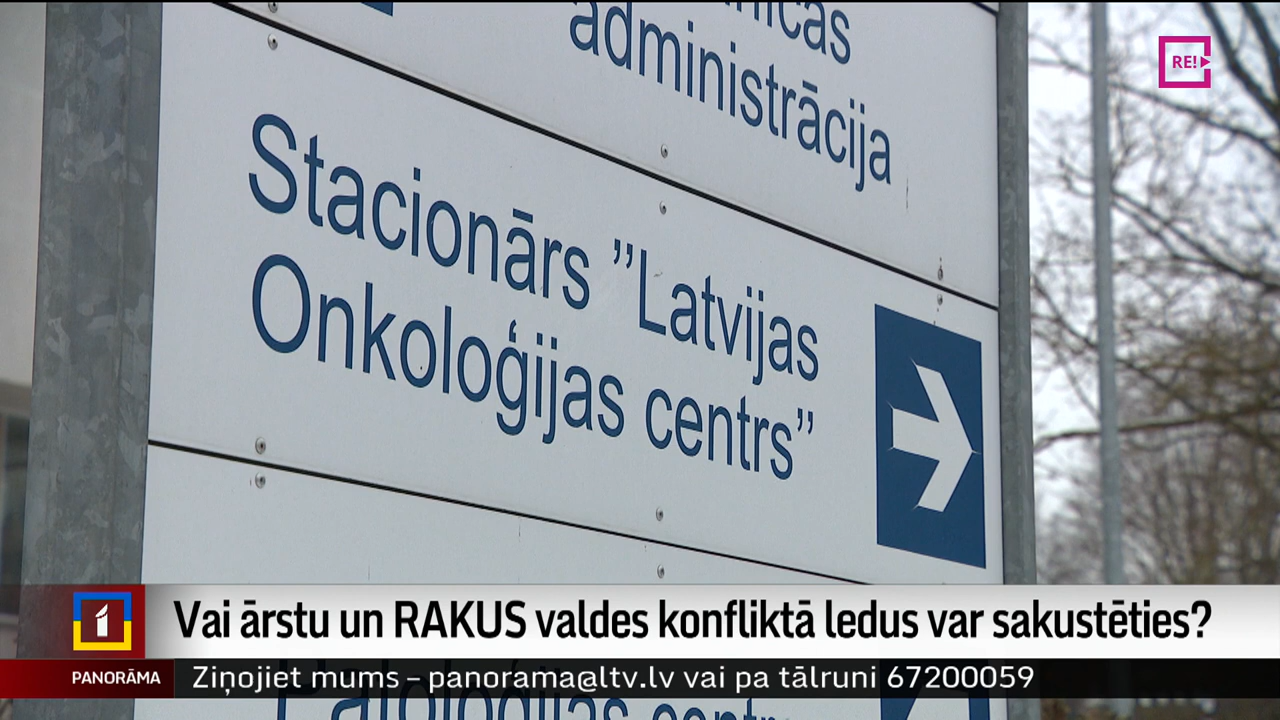 administrācija
RE!
Stacionārs ”Latvijas
Onkoloģijas centrs”
1
Vai ārstu un RAKUS valdes konfliktā ledus var sakustēties?
PANORĀMA
Ziņojiet mums – panorama@ltv.lv vai pa tālruni 67200059